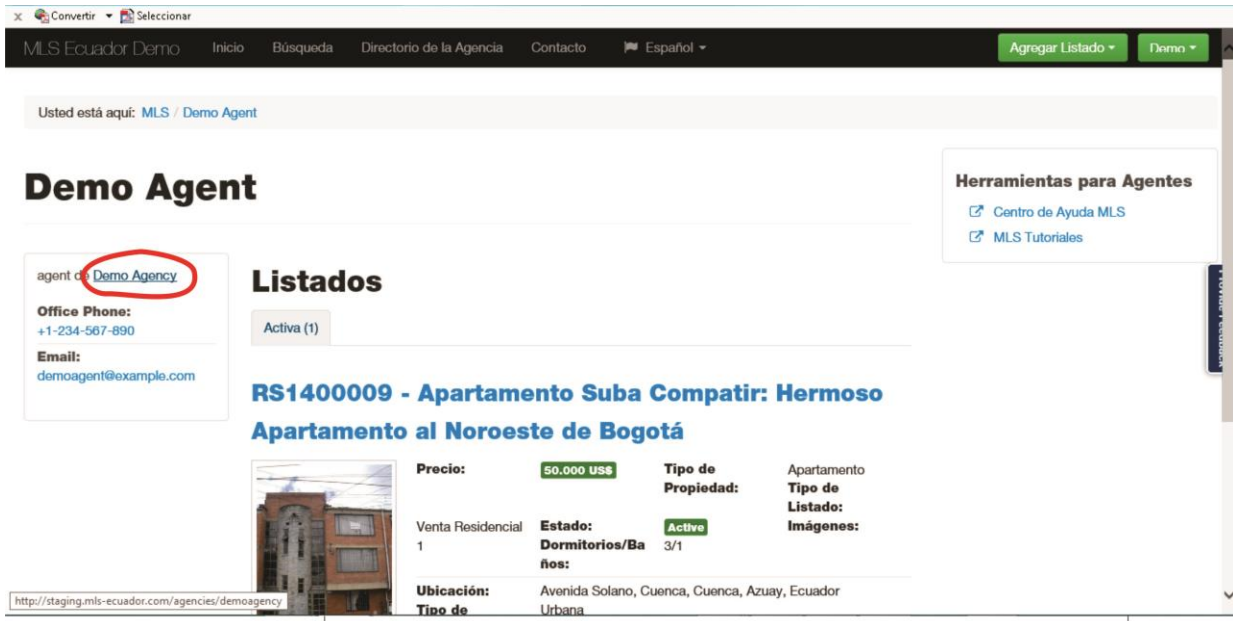 x Convertir Seleccionar
MLS Ecuador Demo Inicio Búsqueda Directorio de la Agencia Contacto Español Agregar Listado Demo
Usted está aquí: MLS / Demo Agent
Demo Agent
agent de Demo Agency
Office Phone:
+1-234-567-890
Email:
demoagent@example.com
Listados
Activa (1)
RS1400009 - Apartamento Suba Compatir: Hermoso
Apartamento al Noroeste de Bogotá
Precio: 50.000 US$ Tipo de Apartamento
Propiedad: Tipo de
Listado:
Venta Residencial Estado: Active Imágenes:
1 Dormitorios/Ba 3/1
ños:
Ubicación: Avenida Solano, Cuenca, Cuenca, Azuay, Ecuador
Tipo de Urbana
Herramientas para Agentes
Centro de Ayuda MLS
MLS Tutoriales
http://staging.mls-ecuador.com/agencies/demoagency